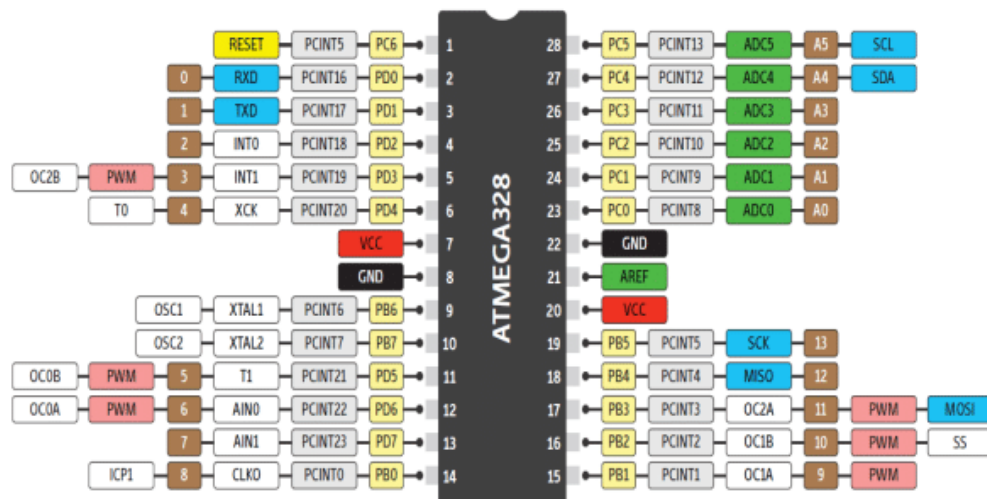 RESET PCINT5 PC6 1 28 PC5 PCINT13 ADC5 A5 SCL
0 RXD PCINT16 PD0 2 27 PC4 PCINT12 ADC4 A4 SDA
1 TXD PCINT17 PD1 3 26 PC3 PCINT11 ADC3 A3
2 INT0 PCINT18 PD2 4 25 PC2 PCINT10 ADC2 A2
OC2B PWM 3 INT1 PCINT19 PD3 5 24 PC1 PCINT9 ADC1 A1
T0 4 XCK PCINT20 PD4 6 23 PC0 PCINT8 ADC0 A0
VCC 7 22 GND
GND 8 21 AREF
OSC1 XTAL1 PCINT6 PB6 9 20 VCC
OSC2 XTAL2 PCINT7 PB7 10 19 PB5 PCINT5 SCK 13
OC0B PWM 5 T1 PCINT21 PD5 11 18 PB4 PCINT4 MISO 12
OC0A PWM 6 AIN0 PCINT22 PD6 12 17 PB3 PCINT3 OC2A 11 PWM MOSI
7 AIN1 PCINT23 PD7 13 16 PB2 PCINT2 OC1B 10 PWM SS
ICP1 8 CLKO PCINT0 PB0 14 15 PB1 PCINT1 OC1A 9 PWM
ATMEGA328